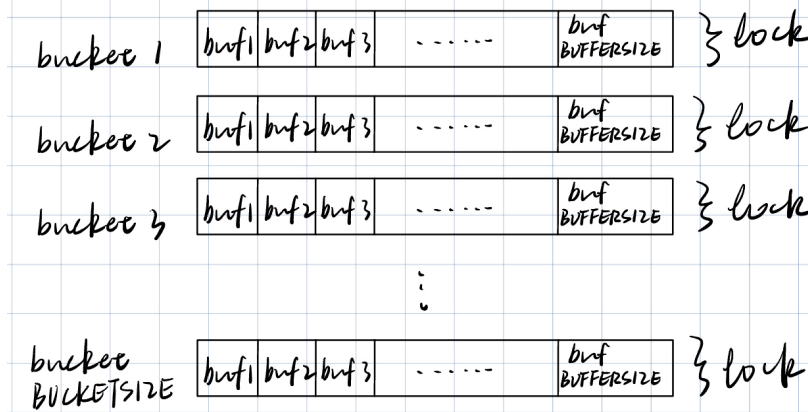 bucket 1 buf1 buf2 buf3 ...... buf BUFFERSIZE } lock
bucket 2 buf1 buf2 buf3 ...... buf BUFFERSIZE } lock
bucket 3 buf1 buf2 buf3 ...... buf BUFFERSIZE } lock
⋮
bucket BUCKETSIZE buf1 buf2 buf3 ...... buf BUFFERSIZE } lock